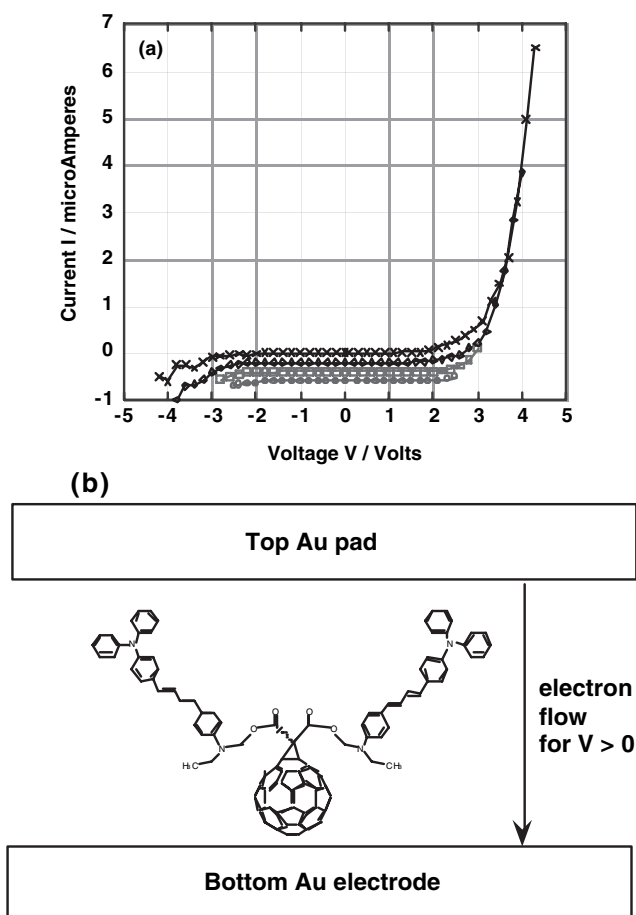 7
(a)
6
5
4
3
2
1
0
-1
-5 -4 -3 -2 -1 0 1 2 3 4 5
Current I / microAmperes
Voltage V / Volts
(b)
Top Au pad
N N
O O
O O
N N
H₃C CH₃
electron
flow
for V > 0
Bottom Au electrode